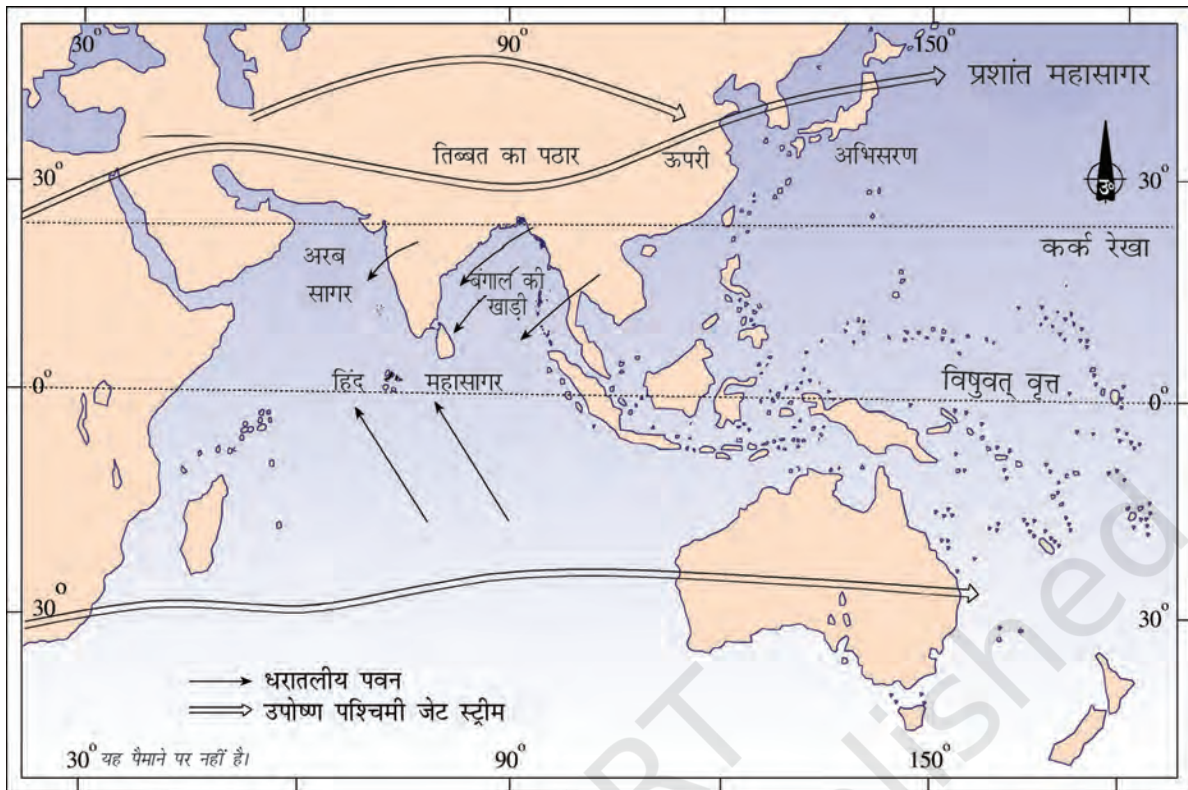 30°
90°
150°
प्रशांत महासागर
तिब्बत का पठार
ऊपरी
अभिसरण
30°
30°
उ॰
कर्क रेखा
अरब
सागर
बंगाल की
खाड़ी
0°
हिंद
महासागर
विषुवत् वृत्त
0°
30°
30°
धरातलीय पवन
उपोष्ण पश्चिमी जेट स्ट्रीम
30°
यह पैमाने पर नहीं है।
90°
150°